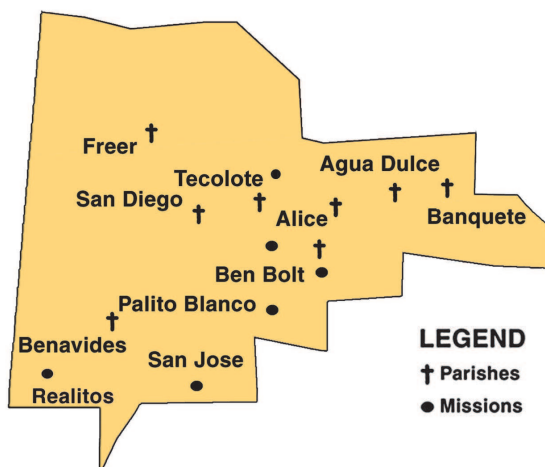 Freer
Agua Dulce
Tecolote
San Diego
Alice
Banquete
Ben Bolt
Palito Blanco
Benavides
San Jose
Realitos
LEGEND
Parishes
Missions